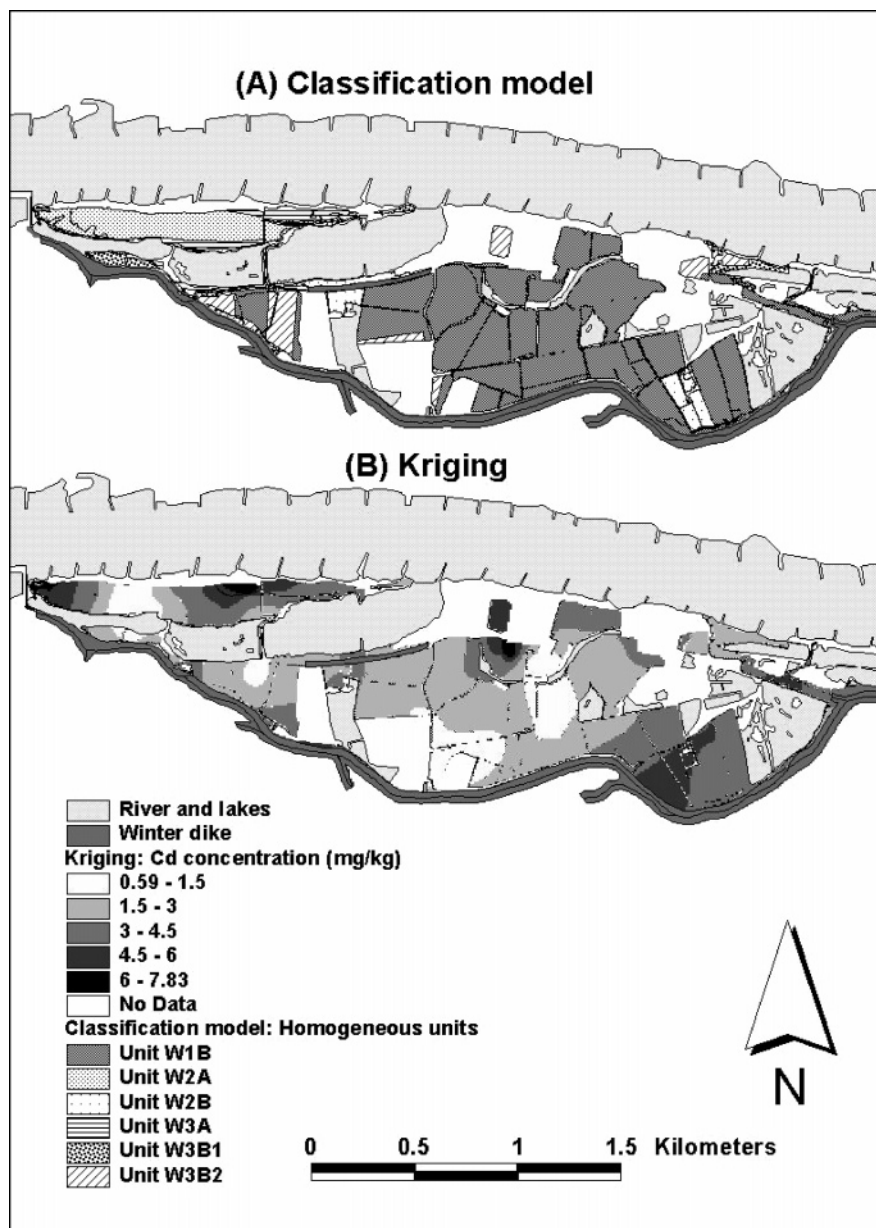 (A) Classification model
(B) Kriging
River and lakes
Winter dike
Kriging: Cd concentration (mg/kg)
0.59 - 1.5
1.5 - 3
3 - 4.5
4.5 - 6
6 - 7.83
No Data
Classification model: Homogeneous units
Unit W1B
Unit W2A
Unit W2B
Unit W3A
Unit W3B1
Unit W3B2
N
0 0.5 1 1.5 Kilometers